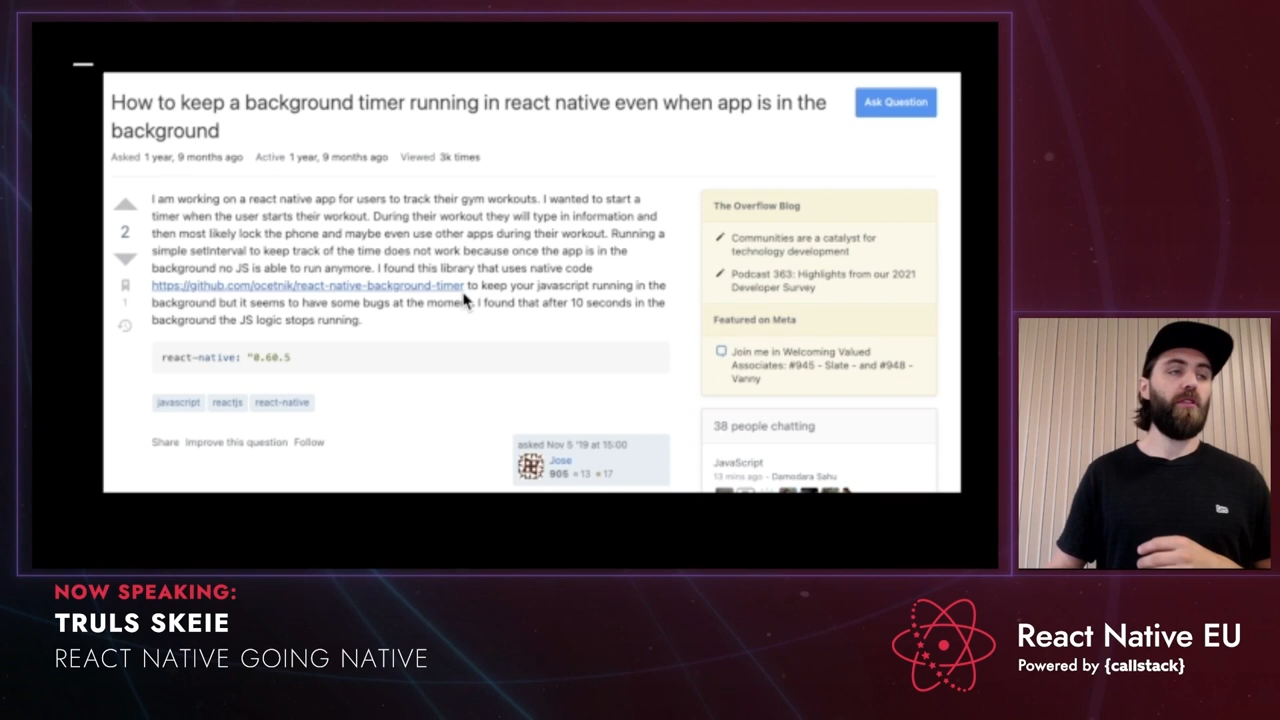 How to keep a background timer running in react native even when app is in the
background
Ask Question
Asked 1 year, 9 months ago Active 1 year, 9 months ago Viewed 3k times
2
1
I am working on a react native app for users to track their gym workouts. I wanted to start a
timer when the user starts their workout. During their workout they will type in information and
then most likely lock the phone and maybe even use other apps during their workout. Running a
simple setInterval to keep track of the time does not work because once the app is in the
background no JS is able to run anymore. I found this library that uses native code
https://github.com/ocetnik/react-native-background-timer to keep your javascript running in the
background but it seems to have some bugs at the moment. I found that after 10 seconds in the
background the JS logic stops running.
react-native: "0.60.5
javascript reactjs react-native
Share Improve this question Follow
asked Nov 5 '19 at 15:00
Jose
905 13 17
The Overflow Blog
Communities are a catalyst for
technology development
Podcast 363: Highlights from our 2021
Developer Survey
Featured on Meta
Join me in Welcoming Valued
Associates: #945 - Slate - and #948 -
Vanny
38 people chatting
JavaScript
13 mins ago - Damodara Sahu
NOW SPEAKING:
TRULS SKEIE
REACT NATIVE GOING NATIVE
React Native EU
Powered by {callstack}